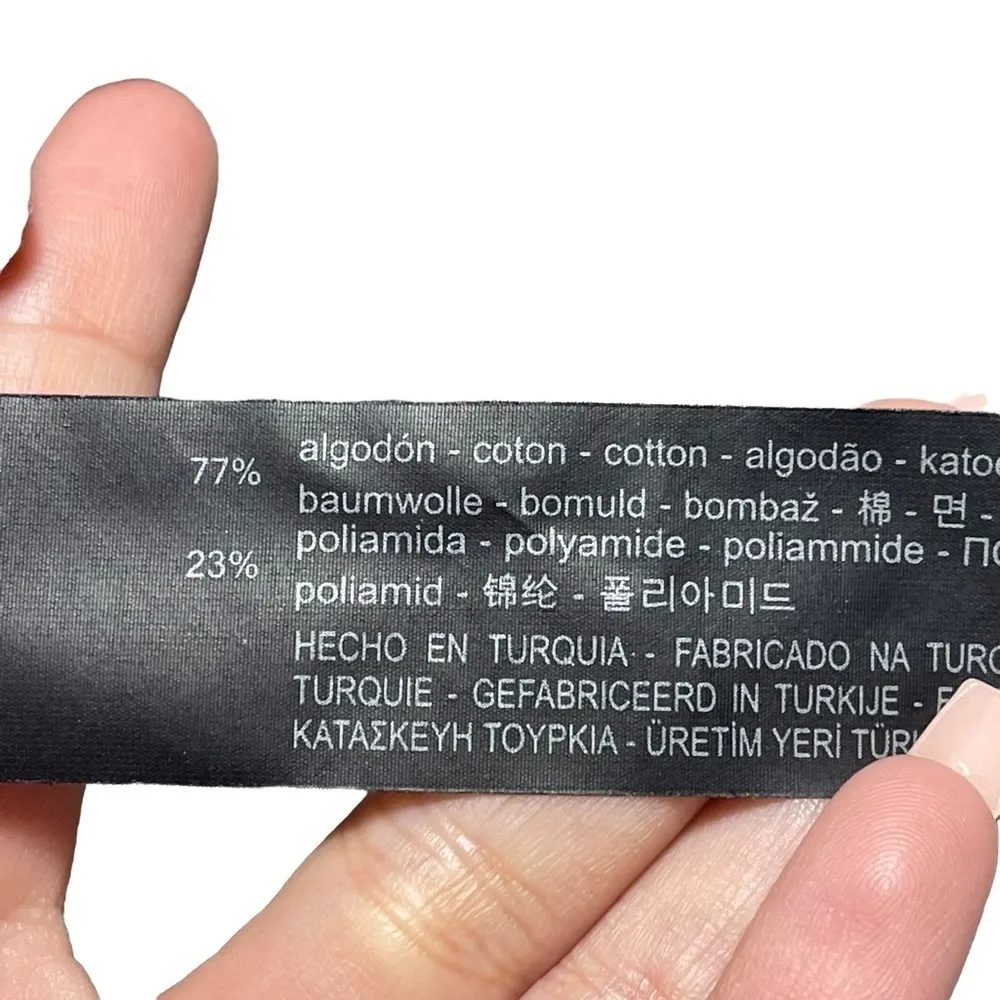 77% algodón - coton - cotton - algodão -
baumwolle - bomuld - bombaž - 棉 - 면 -
23% poliamida - polyamide - poliammide -
poliamid - 锦纶 - 폴리아미드
HECHO EN TURQUIA - FABRICADO NA
TURQUIE - GEFABRICEERD IN TURKIJE -
ΚΑΤΑΣΚΕΥΗ ΤΟΥΡΚΙΑ - ÜRETİM YERİ